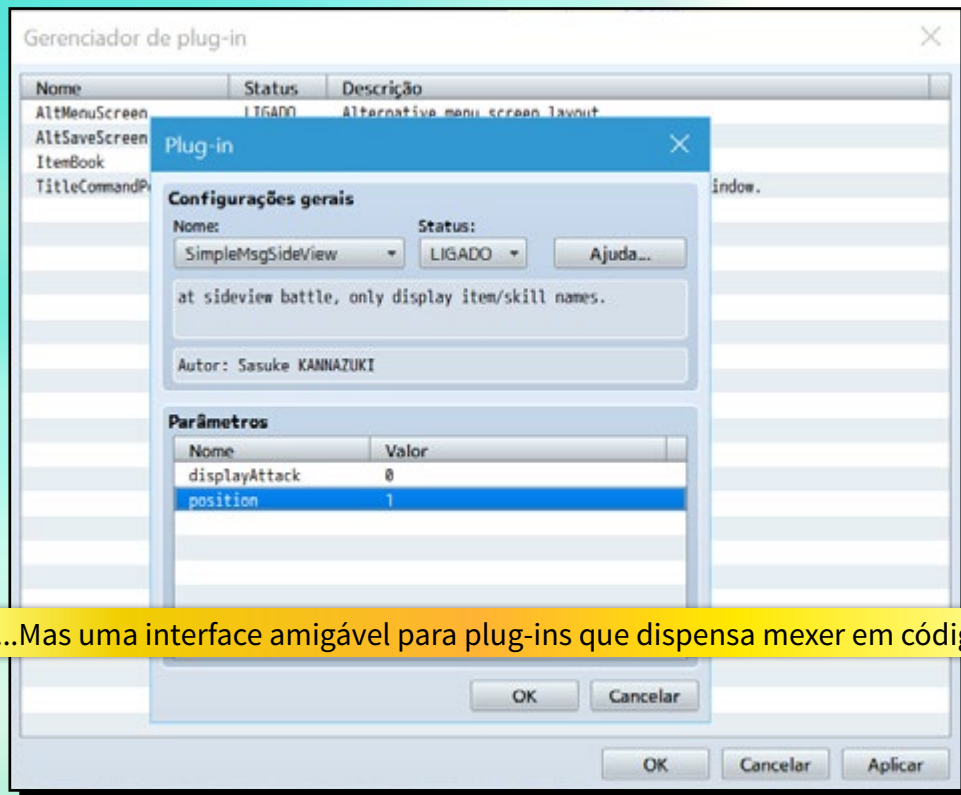 Gerenciador de plug-in
Nome Status Descrição
AltMenuScreen LIGADO Alternative menu screen layout
AltSaveScreen
ItemBook
indow.
Plug-in
Configurações gerais
Nome: Status:
SimpleMsgSideView LIGADO Ajuda...
at sideview battle, only display item/skill names.
Autor: Sasuke KANNAZUKI
Parâmetros
Nome Valor
displayAttack 0
position 1
...Mas uma interface amigável para plug-ins que dispensa mexer em códi
OK Cancelar
OK Cancelar Aplicar